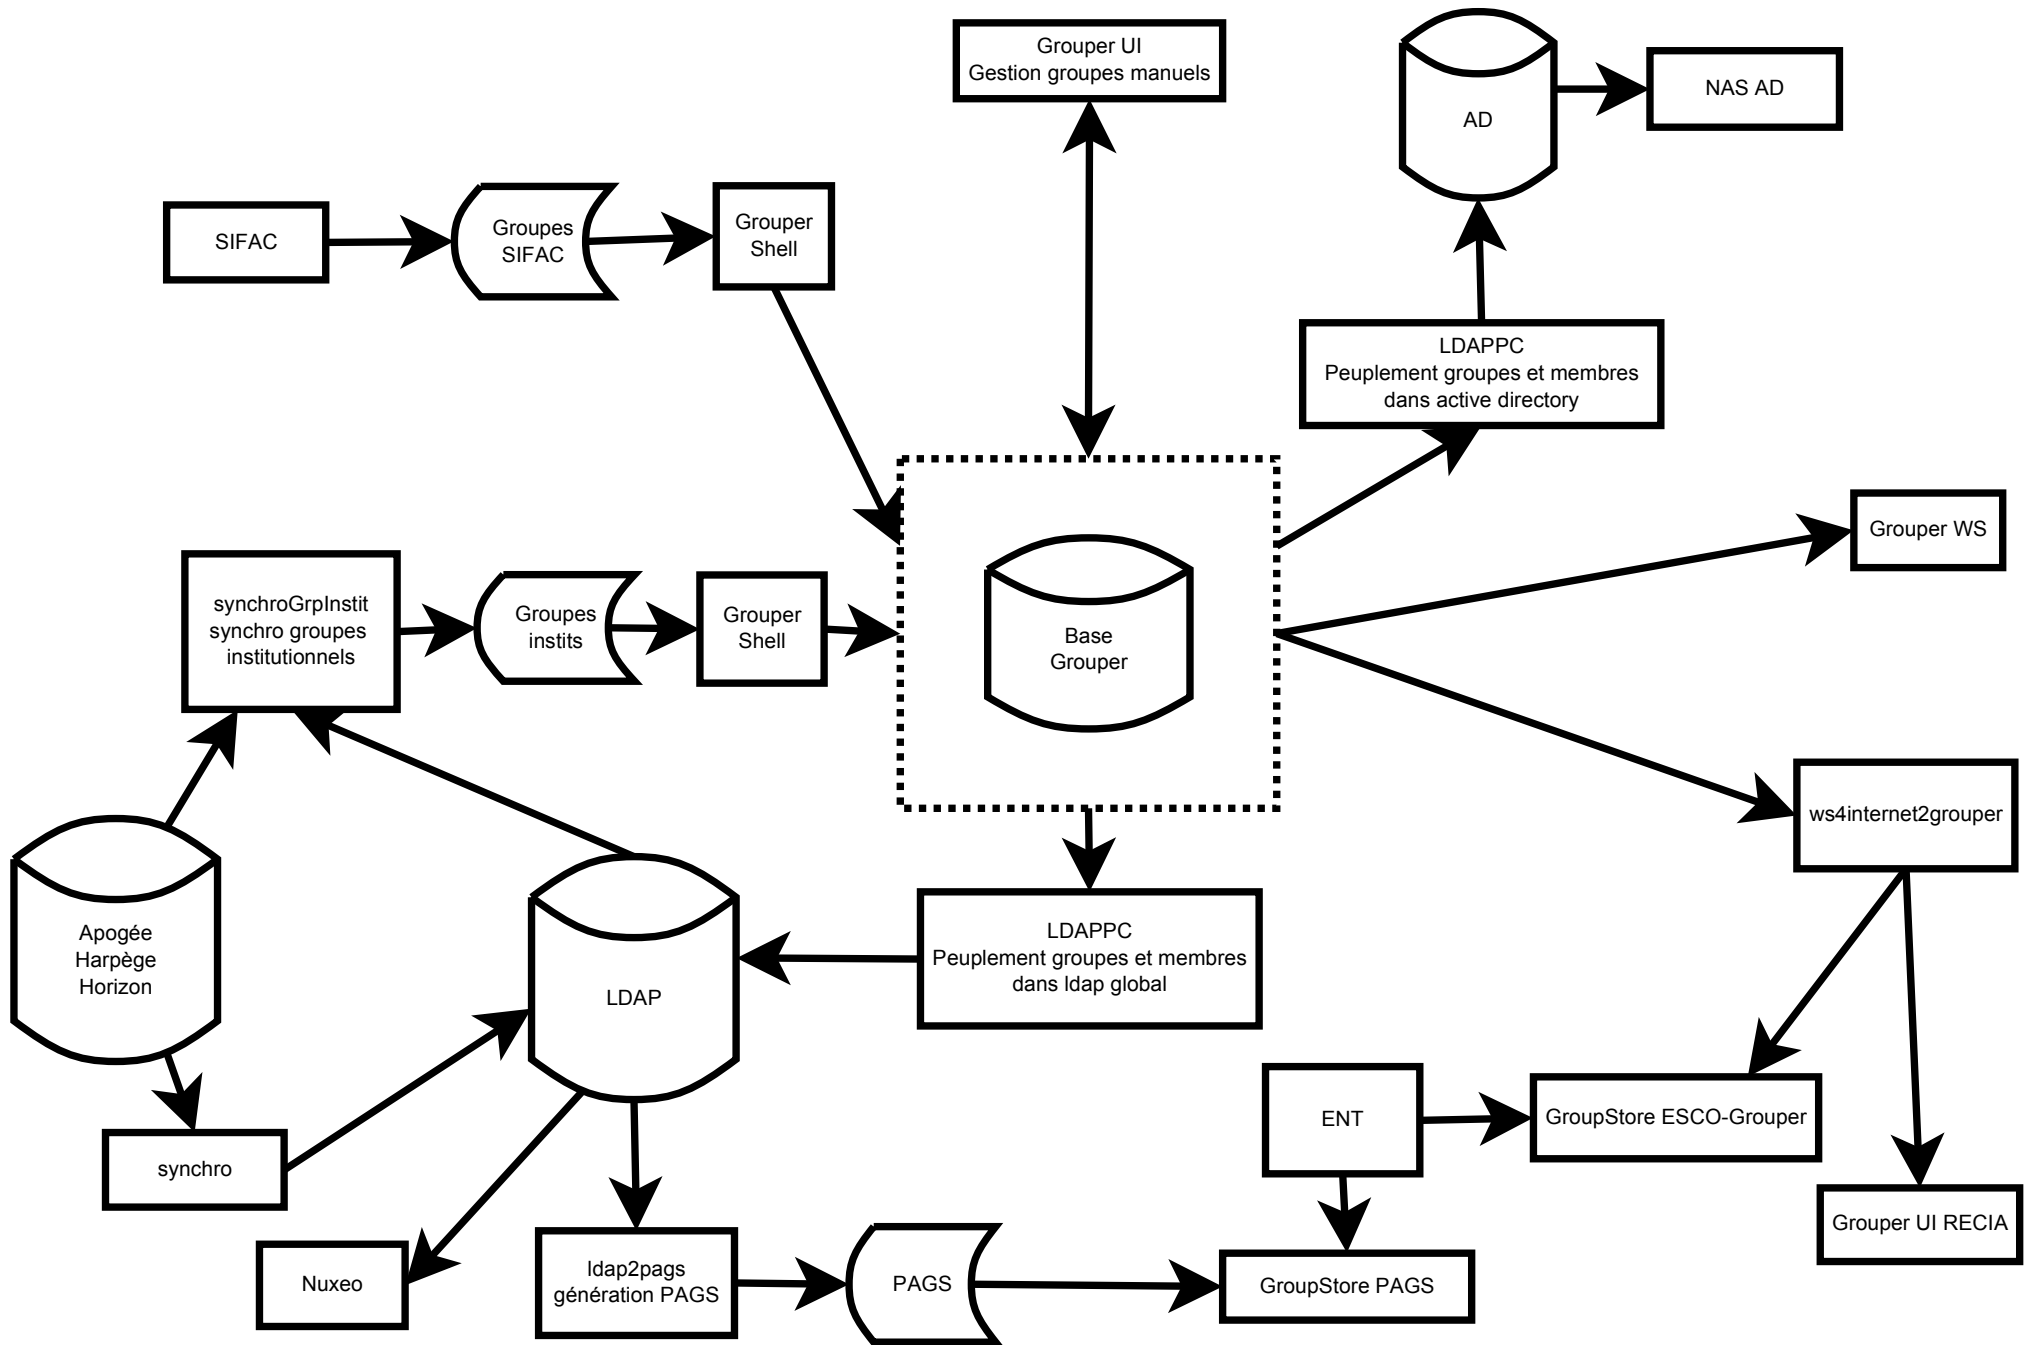 Grouper UI
Gestion groupes manuels
AD
NAS AD
SIFAC
Groupes
SIFAC
Grouper
Shell
LDAPPC
Peuplement groupes et membres
dans active directory
Grouper WS
synchroGrpInstit
synchro groupes
institutionnels
Groupes
instits
Grouper
Shell
Base
Grouper
ws4internet2grouper
Apogée
Harpège
Horizon
LDAP
LDAPPC
Peuplement groupes et membres
dans ldap global
ENT
GroupStore ESCO-Grouper
synchro
Grouper UI RECIA
Nuxeo
ldap2pags
génération PAGS
PAGS
GroupStore PAGS